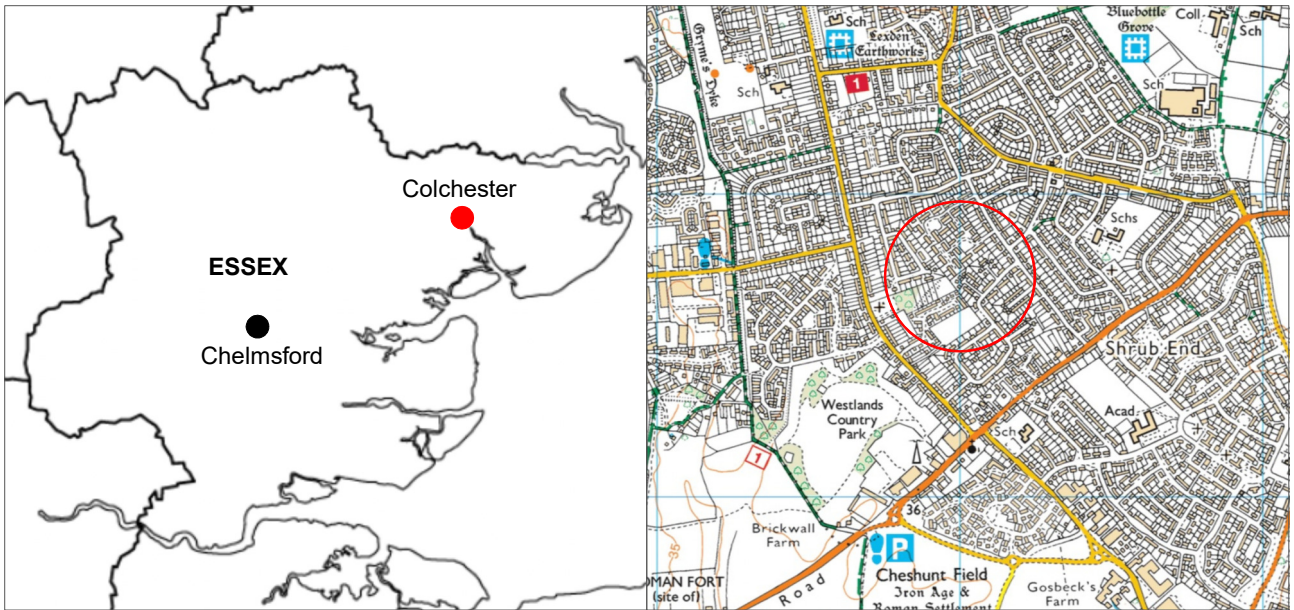 Colchester
ESSEX
Chelmsford
Sch
Lexden
Earthworks
Gryme's Dyke
Sch
1
Bluebottle
Grove
Coll
Sch
Sch
Schs
Shrub End
Westlands
Country
Park
Acad
Sch
1
Brickwall
Farm
36
35
P
Cheshunt Field
Iron Age &
Roman Settlement
Road
MAN FORT
(site of)
Gosbeck's
Farm